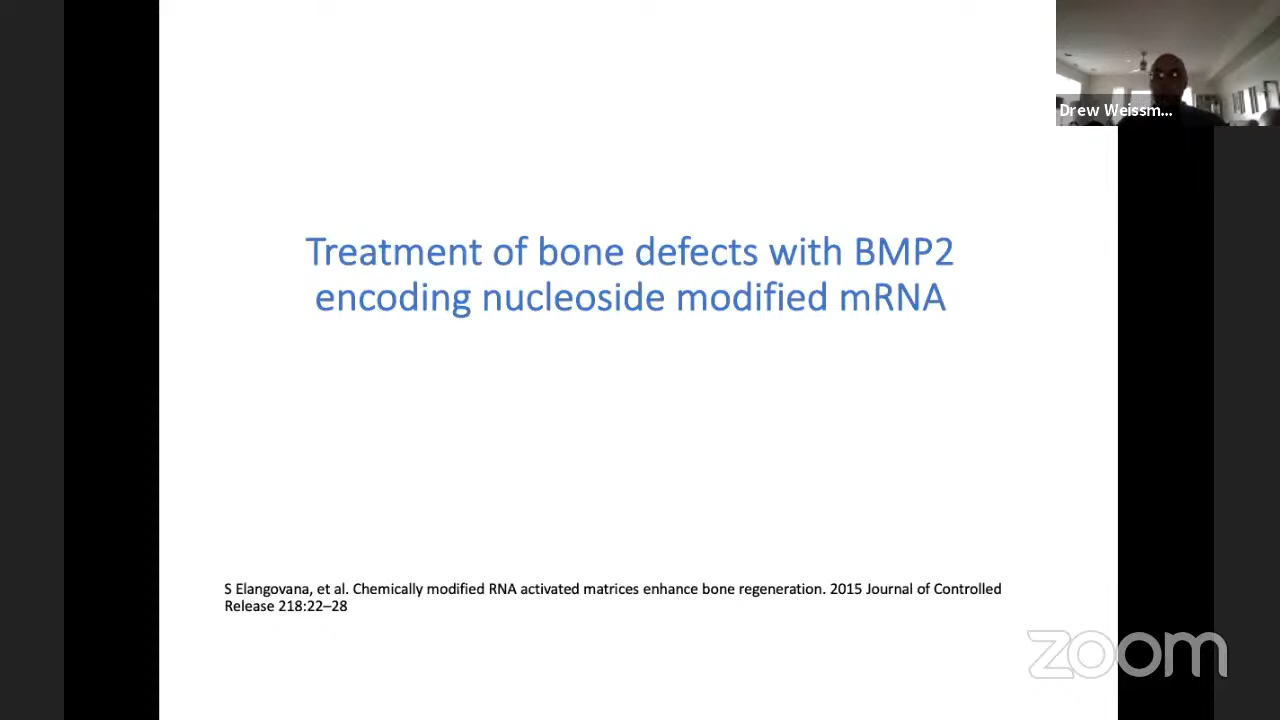 Drew Weissm...
Treatment of bone defects with BMP2
encoding nucleoside modified mRNA
S Elangovana, et al. Chemically modified RNA activated matrices enhance bone regeneration. 2015 Journal of Controlled
Release 218:22–28
zoom